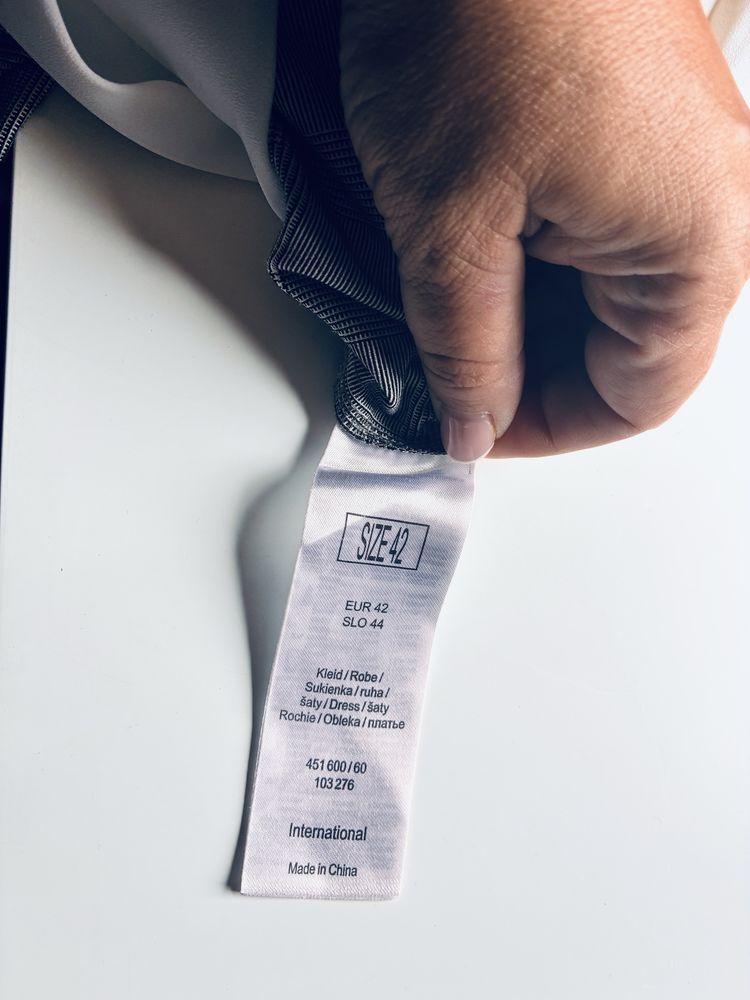 SIZE 42
EUR 42
SLO 44
Kleid / Robe /
Sukienka / ruha /
šaty / Dress / šaty
Rochie / Obleka / платье
451 600 / 60
103 276
International
Made in China